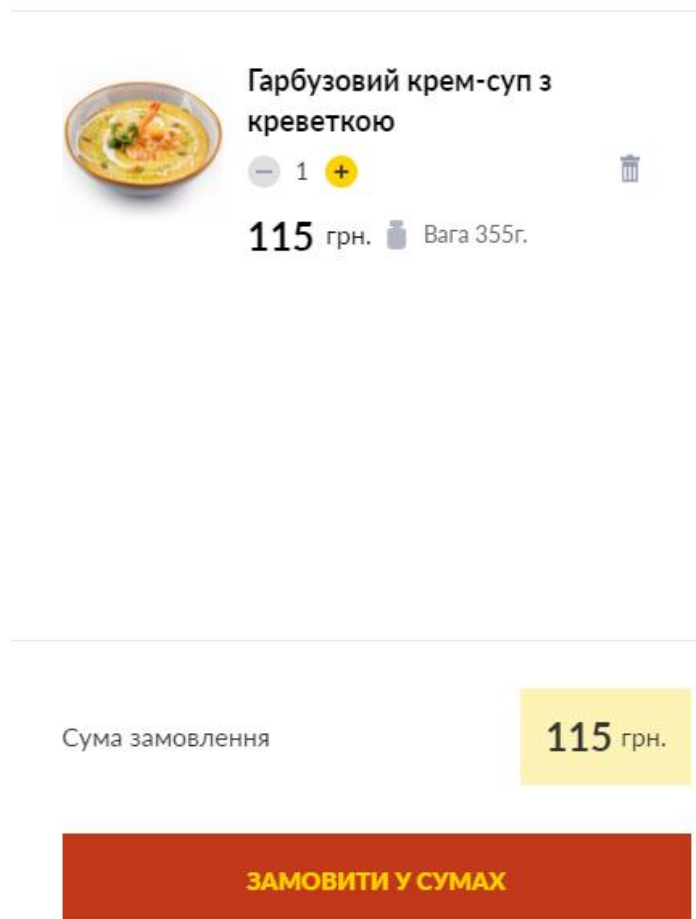 Гарбузовий крем-суп з
креветкою
1
115 грн. Вага 355г.
Сума замовлення
115 грн.
ЗАМОВИТИ У СУМАХ